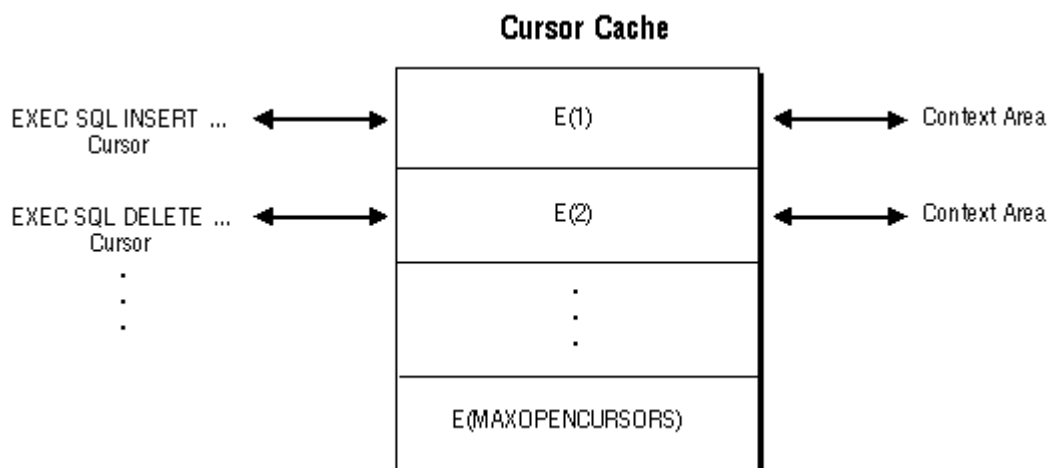 Cursor Cache
EXEC SQL INSERT ...
Cursor
E(1)
Context Area
EXEC SQL DELETE ...
Cursor
E(2)
Context Area
.
.
.
.
.
.
E(MAXOPENCURSORS)